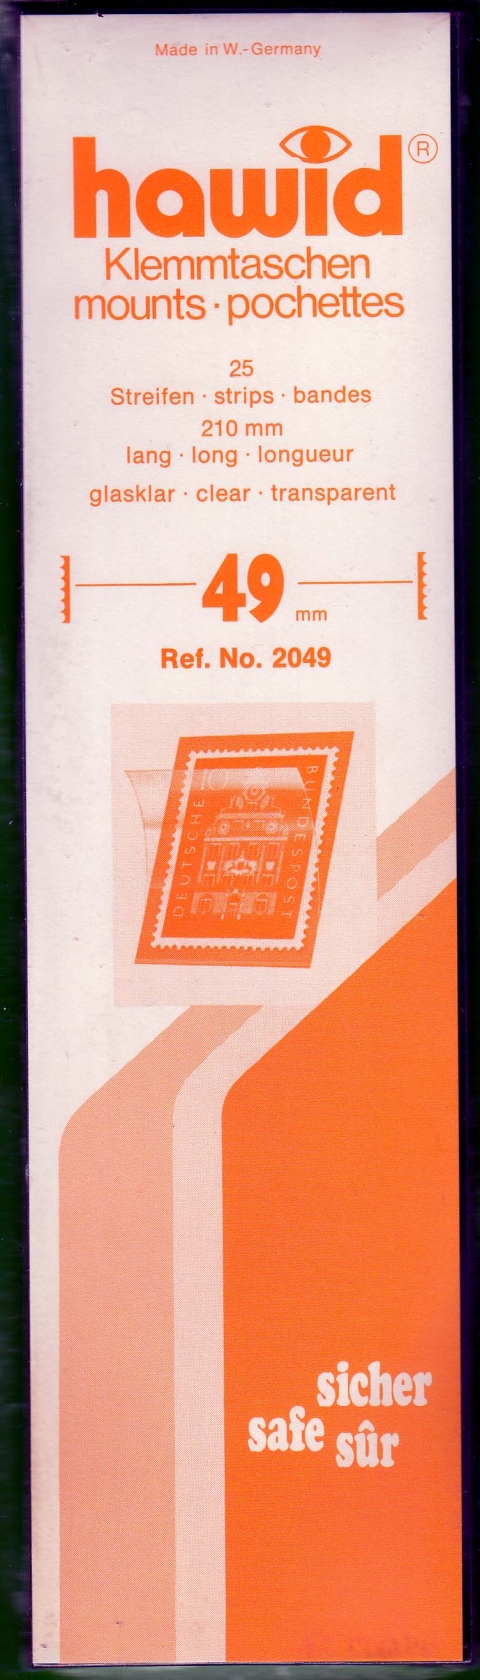 Made in W.-Germany
hawid ®
Klemmtaschen
mounts · pochettes
25
Streifen · strips · bandes
210 mm
lang · long · longueur
glasklar · clear · transparent
49 mm
Ref. No. 2049
10
DEUTSCHE
BUNDESPOST
sicher
safe sûr